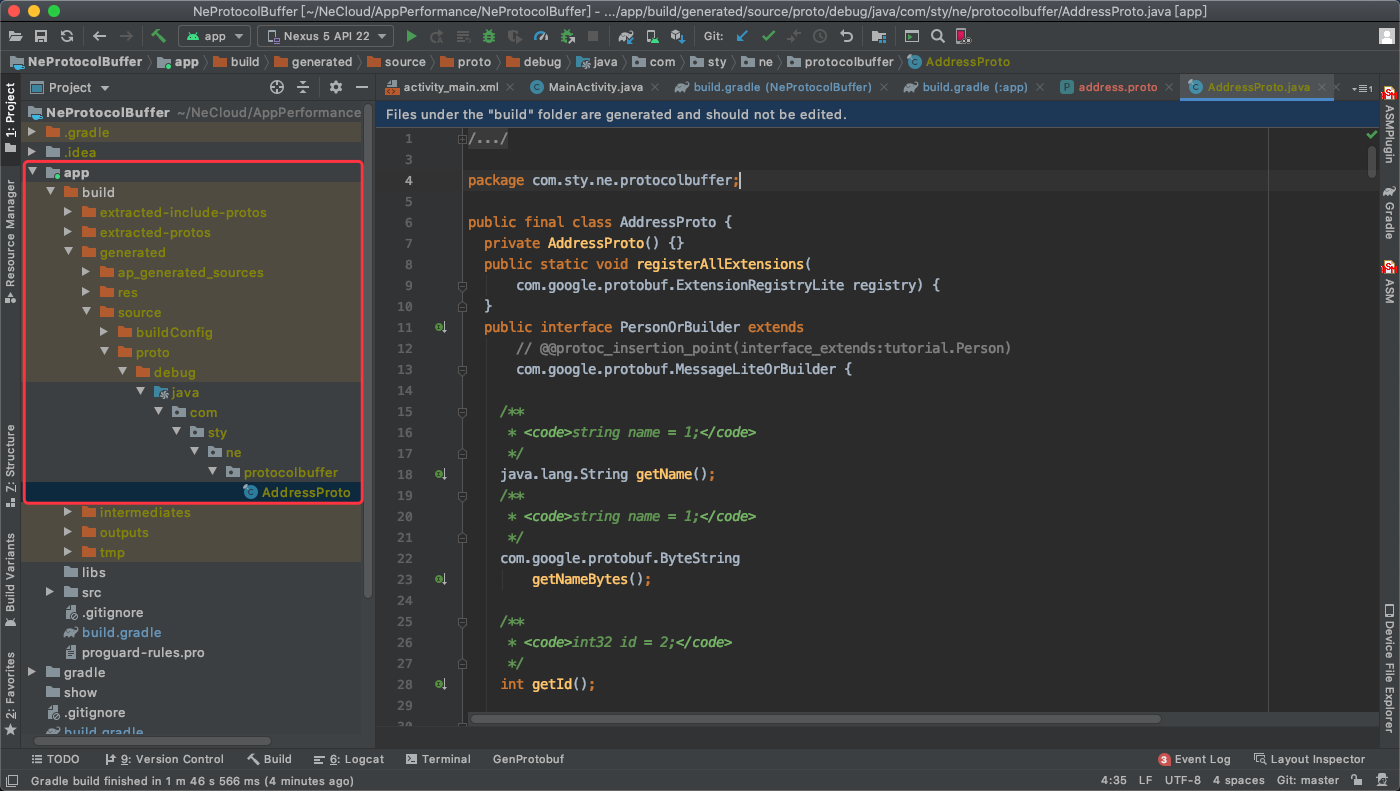 NeProtocolBuffer [~/NeCloud/AppPerformance/NeProtocolBuffer] - .../app/build/generated/source/proto/debug/java/com/sty/ne/protocolbuffer/AddressProto.java [app]
app
Nexus 5 API 22
Git:
NeProtocolBuffer app build generated source proto debug java com sty ne protocolbuffer AddressProto
Project
activity_main.xml
MainActivity.java
build.gradle (NeProtocolBuffer)
build.gradle (:app)
address.proto
AddressProto.java
1: Project
Resource Manager
Z: Structure
Build Variants
2: Favorites
NeProtocolBuffer ~/NeCloud/AppPerformance
.gradle
.idea
app
build
extracted-include-protos
extracted-protos
generated
ap_generated_sources
res
source
buildConfig
proto
debug
java
com
sty
ne
protocolbuffer
AddressProto
intermediates
outputs
tmp
libs
src
.gitignore
build.gradle
proguard-rules.pro
gradle
show
.gitignore
build.gradle
Files under the "build" folder are generated and should not be edited.
1 /.../
3
4 package com.sty.ne.protocolbuffer;
5
6 public final class AddressProto {
7 private AddressProto() {}
8 public static void registerAllExtensions(
9 com.google.protobuf.ExtensionRegistryLite registry) {
10 }
11 public interface PersonOrBuilder extends
12 // @@protoc_insertion_point(interface_extends:tutorial.Person)
13 com.google.protobuf.MessageLiteOrBuilder {
14
15 /**
16 * <code>string name = 1;</code>
17 */
18 java.lang.String getName();
19 /**
20 * <code>string name = 1;</code>
21 */
22 com.google.protobuf.ByteString
23 getNameBytes();
24
25 /**
26 * <code>int32 id = 2;</code>
27 */
28 int getId();
29
30
ASMPlugin
Gradle
ASM
Device File Explorer
TODO
9: Version Control
Build
6: Logcat
Terminal
GenProtobuf
3 Event Log
Layout Inspector
Gradle build finished in 1 m 46 s 566 ms (4 minutes ago)
4:35 LF UTF-8 4 spaces Git: master